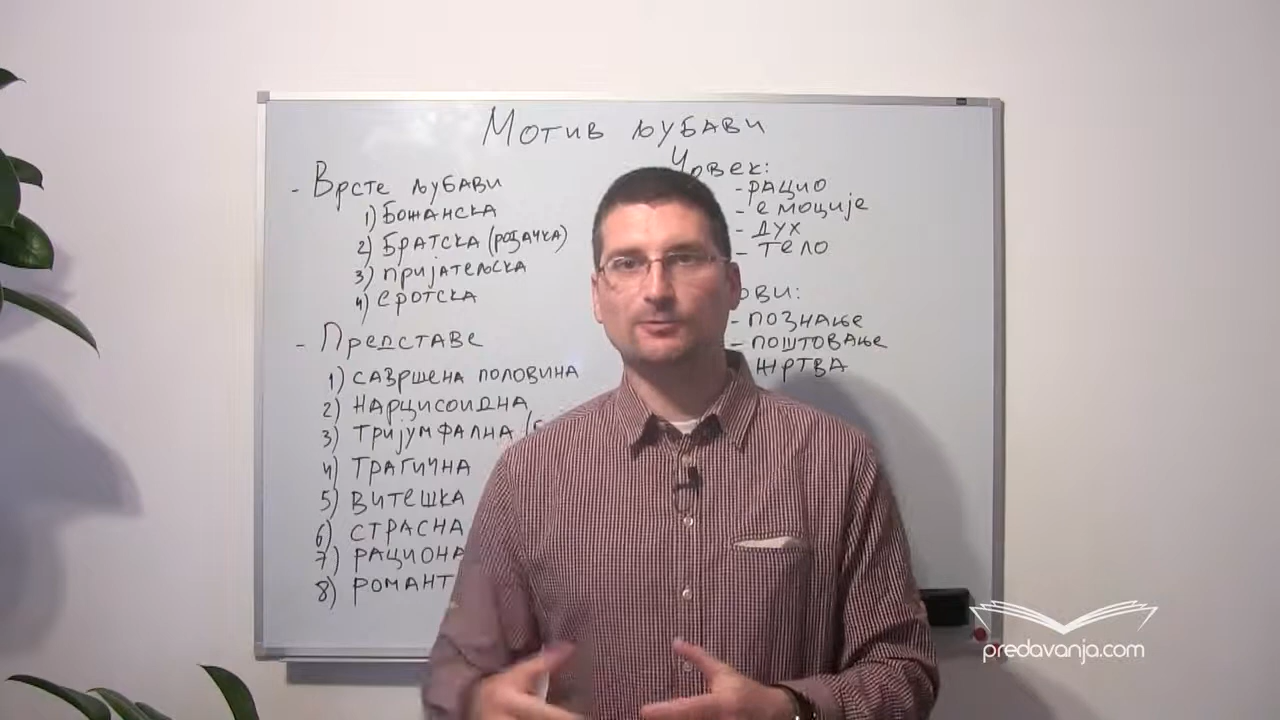 Мотив љубави
- Врсте љубави
1) Божанска
2) Братска (рођачка)
3) Пријатељска
4) Еротска
- Представе
1) савршена половина
2) нарцисоидна
3) тријумфална
4) трагична
5) витешка
6) страсна
7) РАЦИОНА
8) РОМАНТ
Човек:
- рацио
- емоције
- дух
- тело
ови:
- познање
- поштовање
жртва
predavanja.com